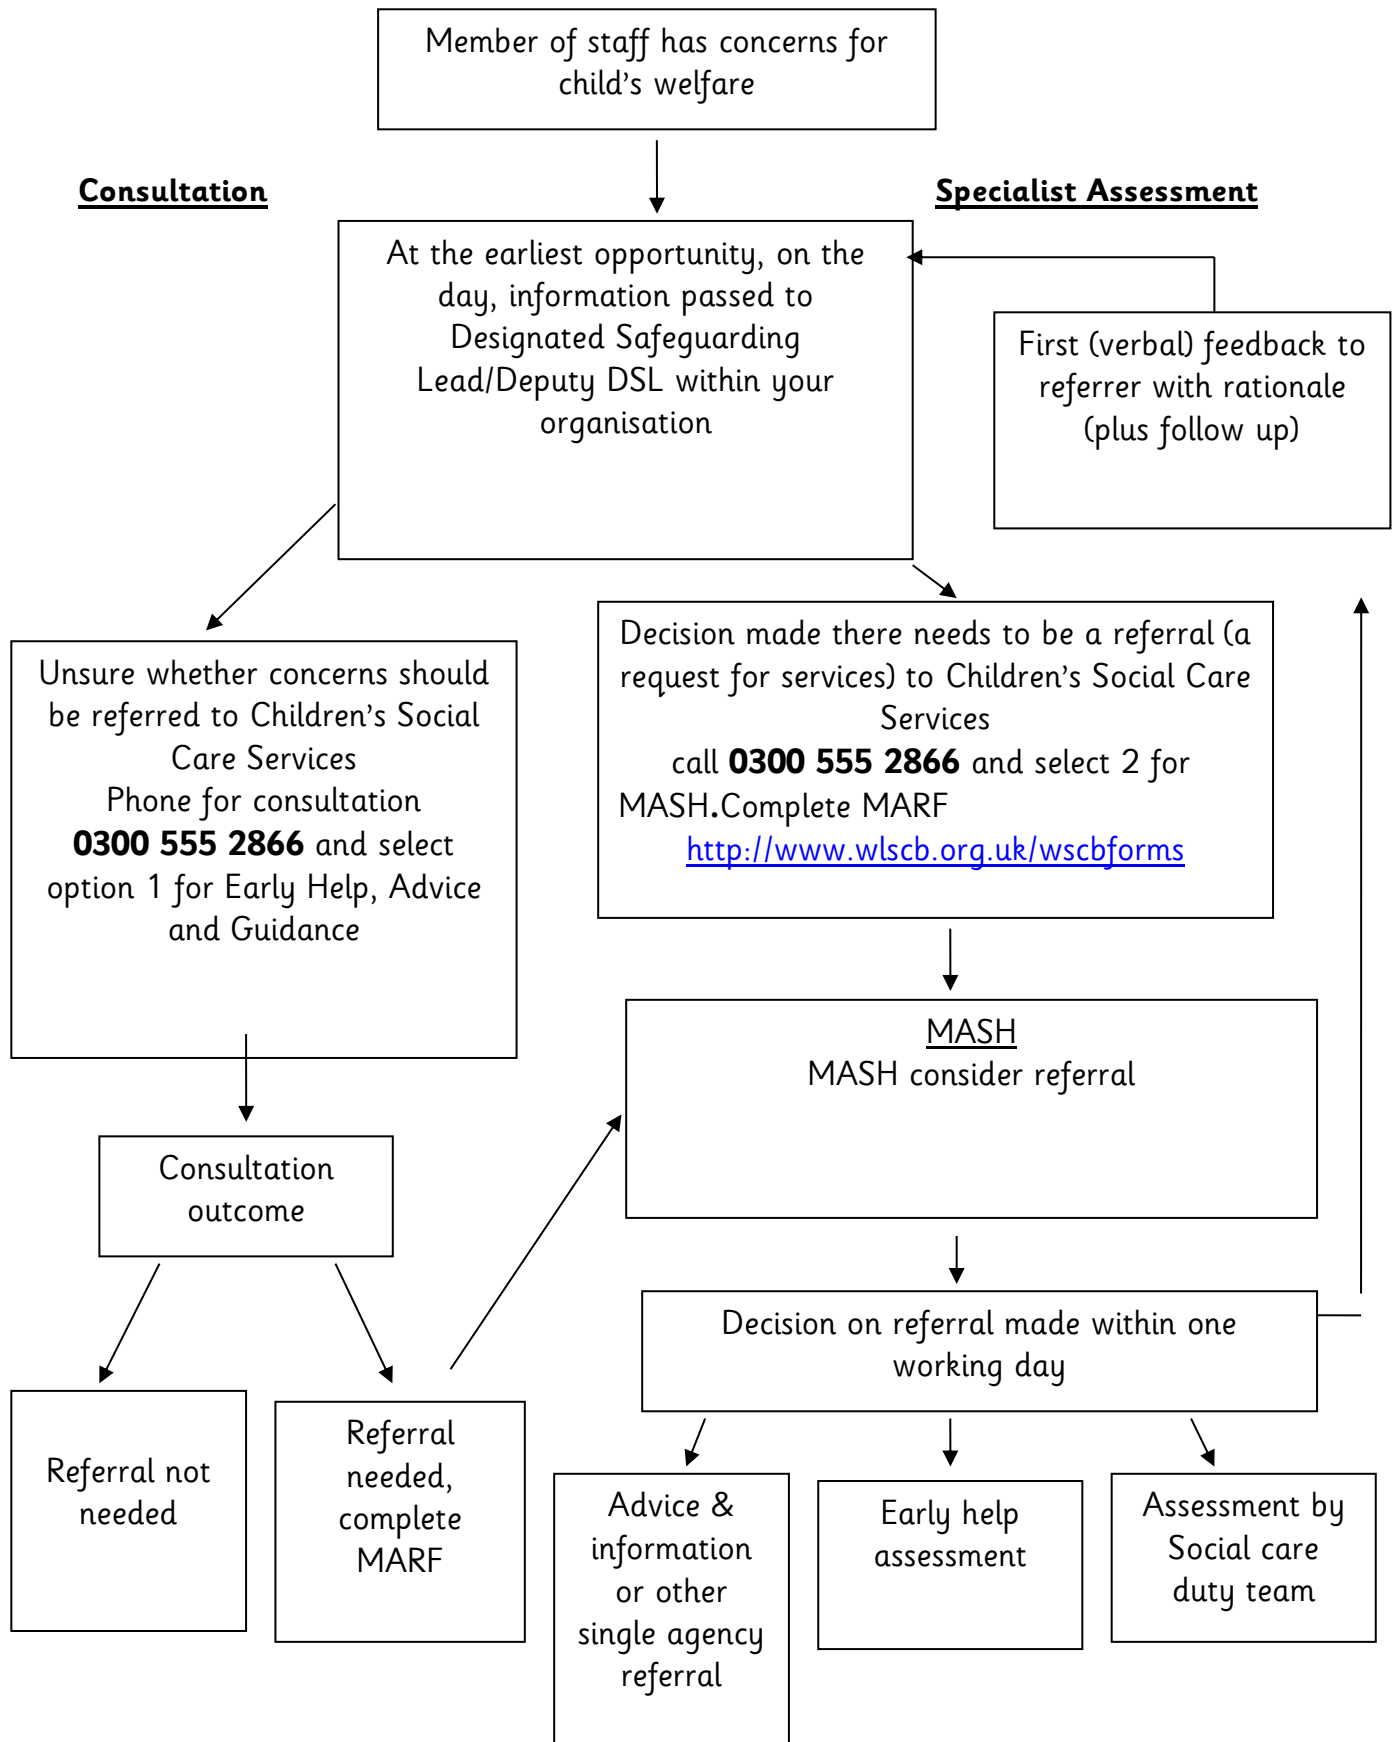 Member of staff has concerns for
child’s welfare
Consultation
Specialist Assessment
At the earliest opportunity, on the
day, information passed to
Designated Safeguarding
Lead/Deputy DSL within your
organisation
First (verbal) feedback to
referrer with rationale
(plus follow up)
Unsure whether concerns should
be referred to Children’s Social
Care Services
Phone for consultation
0300 555 2866 and select
option 1 for Early Help, Advice
and Guidance
Decision made there needs to be a referral (a
request for services) to Children’s Social Care
Services
call 0300 555 2866 and select 2 for
MASH.Complete MARF
http://www.wlscb.org.uk/wscbforms
MASH
MASH consider referral
Consultation
outcome
Decision on referral made within one
working day
Referral not
needed
Referral
needed,
complete
MARF
Advice &
information
or other
single agency
referral
Early help
assessment
Assessment by
Social care
duty team